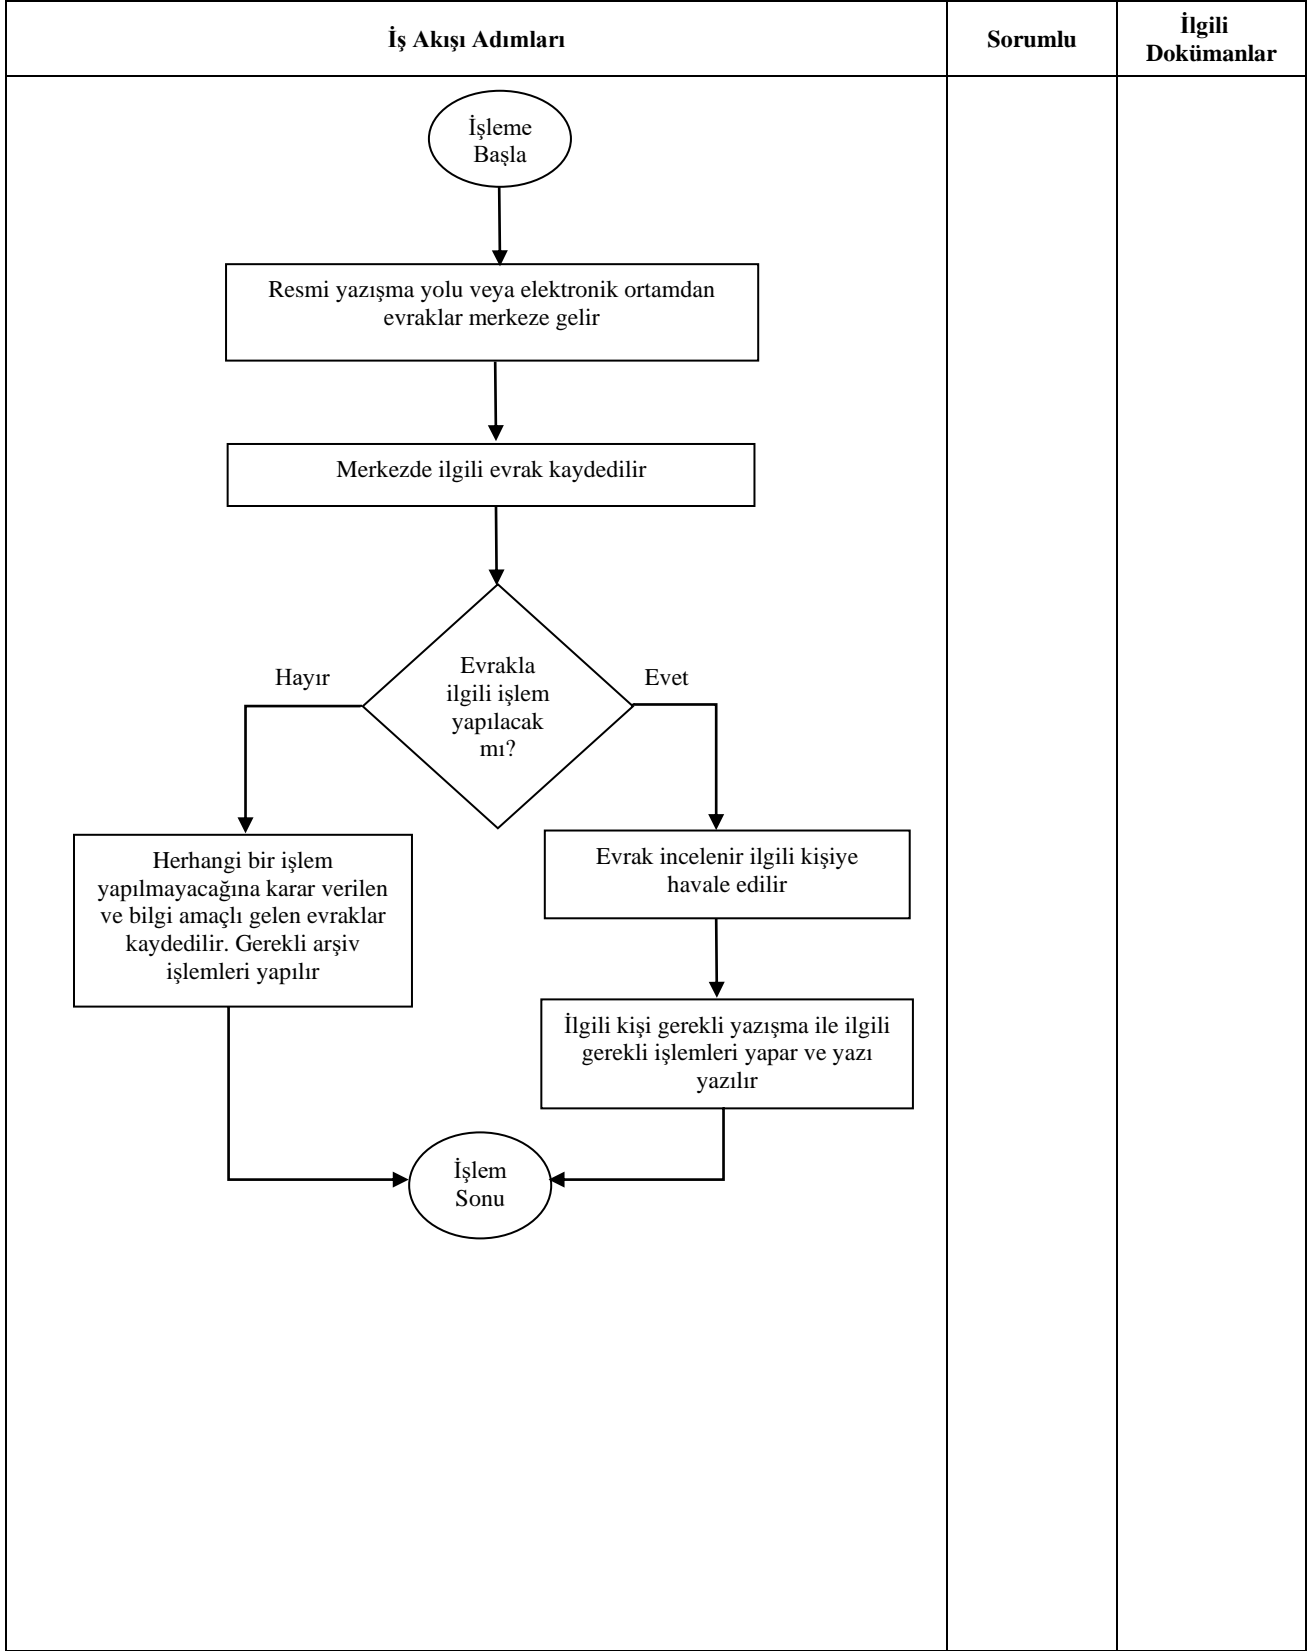 İş Akışı Adımları
Sorumlu
İlgili
Dokümanlar
İşleme
Başla
Resmi yazışma yolu veya elektronik ortamdan
evraklar merkeze gelir
Merkezde ilgili evrak kaydedilir
Evrakla
ilgili işlem
yapılacak
mı?
Hayır
Evet
Herhangi bir işlem
yapılmayacağına karar verilen
ve bilgi amaçlı gelen evraklar
kaydedilir. Gerekli arşiv
işlemleri yapılır
Evrak incelenir ilgili kişiye
havale edilir
İlgili kişi gerekli yazışma ile ilgili
gerekli işlemleri yapar ve yazı
yazılır
İşlem
Sonu